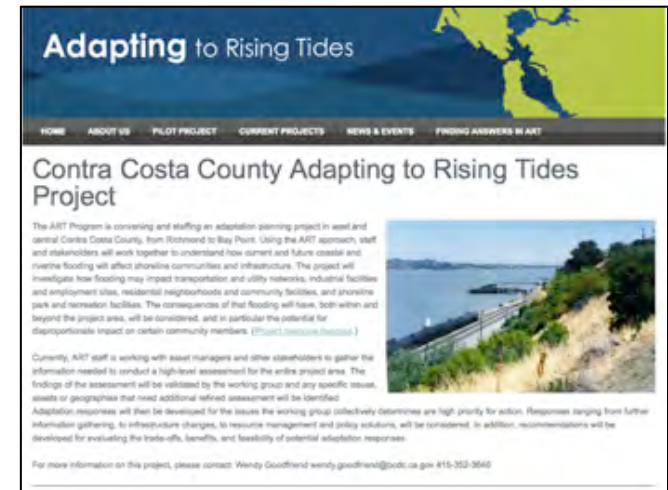 Adapting to Rising Tides
HOME ABOUT US PILOT PROJECT CURRENT PROJECTS NEWS & EVENTS FINDING ANSWERS IN ART
Contra Costa County Adapting to Rising Tides
Project
The ART Program is convening and staffing an adaptation planning project in west and
central Contra Costa County, from Richmond to Bay Point. Using the ART approach, staff
and stakeholders will work together to understand how current and future coastal and
riverine flooding will affect shoreline communities and infrastructure. The project will
investigate how flooding may impact transportation and utility networks, industrial facilities
and employment sites, residential neighborhoods and community facilities, and shoreline
park and recreation facilities. The consequences of that flooding will have, both within and
beyond the project area, will be considered, and in particular the potential for
disproportionate impact on certain community members. (Project
Currently, ART staff is working with asset managers and other stakeholders to gather the
information needed to conduct a high-level assessment for the entire project area. The
findings of the assessment will be validated by the working group and any specific issues,
assets or geographies that need additional refined assessment will be identified.
Adaptation responses will then be developed for the issues the working group collectively determines are high priority for action. Responses ranging from further
information gathering, to infrastructure changes, to resource management and policy solutions, will be considered. In addition, recommendations will be
developed for evaluating the trade-offs, benefits, and feasibility of potential adaptation responses.
For more information on this project, please contact: Wendy Goodfriend wendy.goodfriend@bcdc.ca.gov 415-352-3646